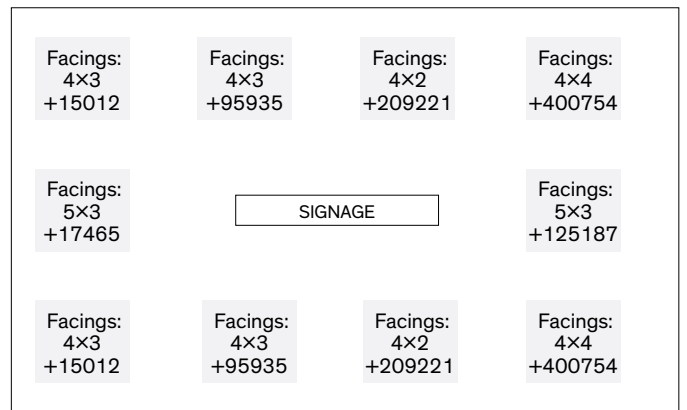 Facings:
4×3
+15012
Facings:
4×3
+95935
Facings:
4×2
+209221
Facings:
4×4
+400754
Facings:
5×3
+17465
SIGNAGE
Facings:
5×3
+125187
Facings:
4×3
+15012
Facings:
4×3
+95935
Facings:
4×2
+209221
Facings:
4×4
+400754